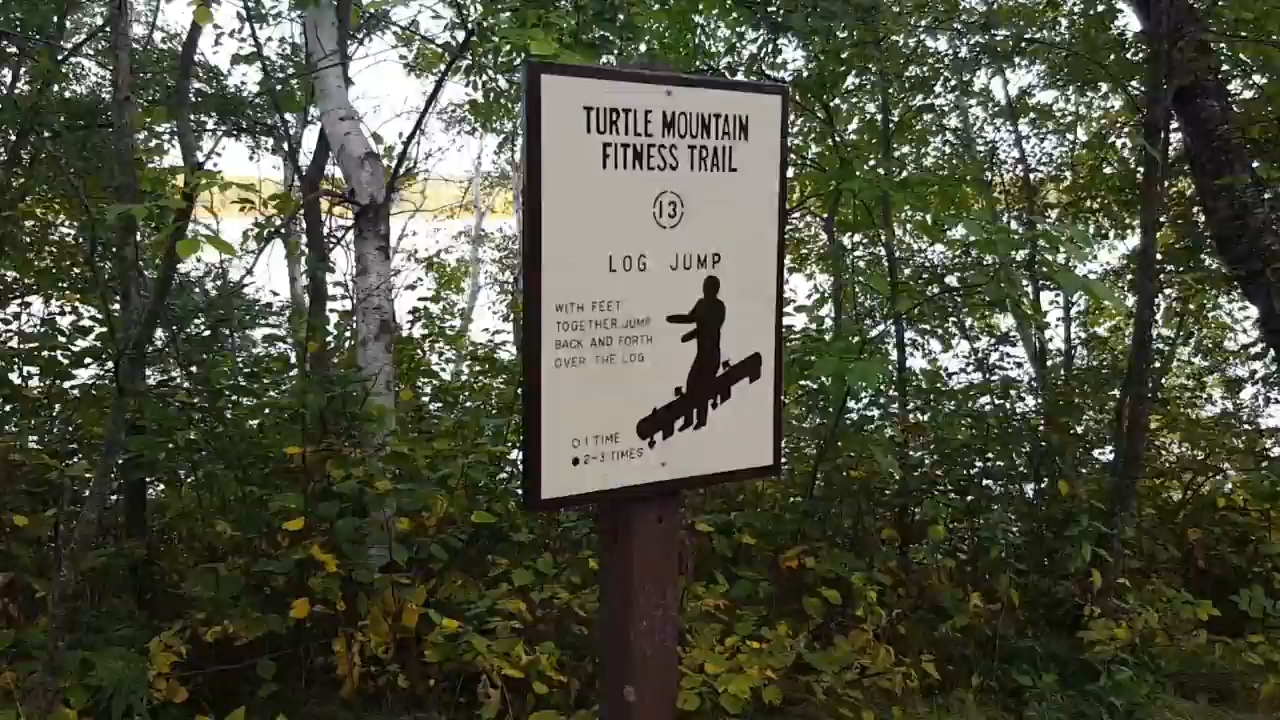 TURTLE MOUNTAIN
FITNESS TRAIL
13
LOG JUMP
WITH FEET
TOGETHER JUMP
BACK AND FORTH
OVER THE LOG
1 TIME
2-3 TIMES